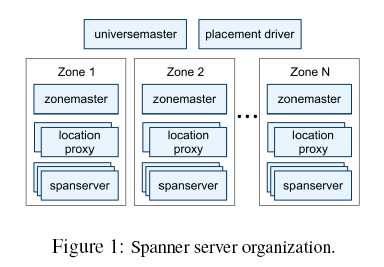 universemaster placement driver
Zone 1 Zone 2 Zone N
zonemaster zonemaster ... zonemaster
location location location
proxy proxy proxy
spanserver spanserver spanserver
Figure 1: Spanner server organization.